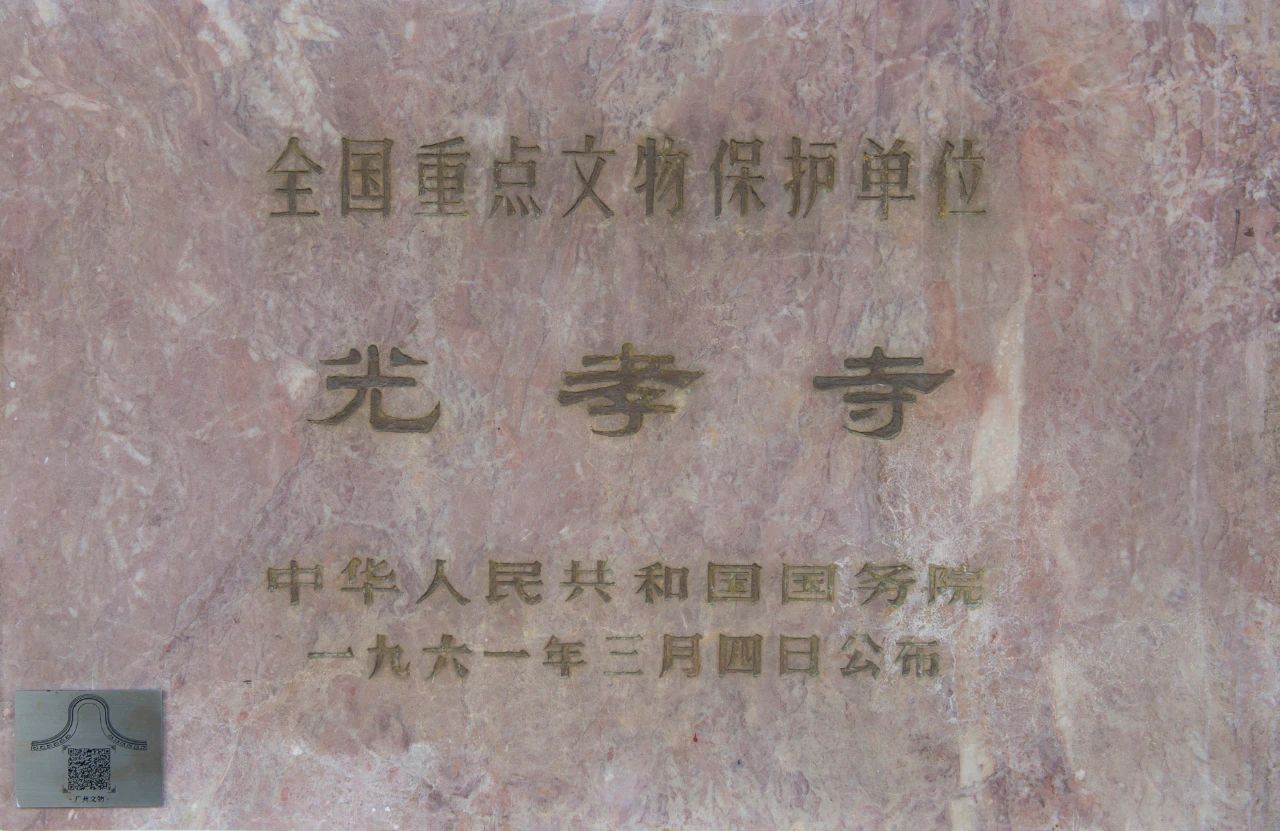 全国重点文物保护单位
光孝寺
中华人民共和国国务院
一九六一年三月四日公布
·广州文物·